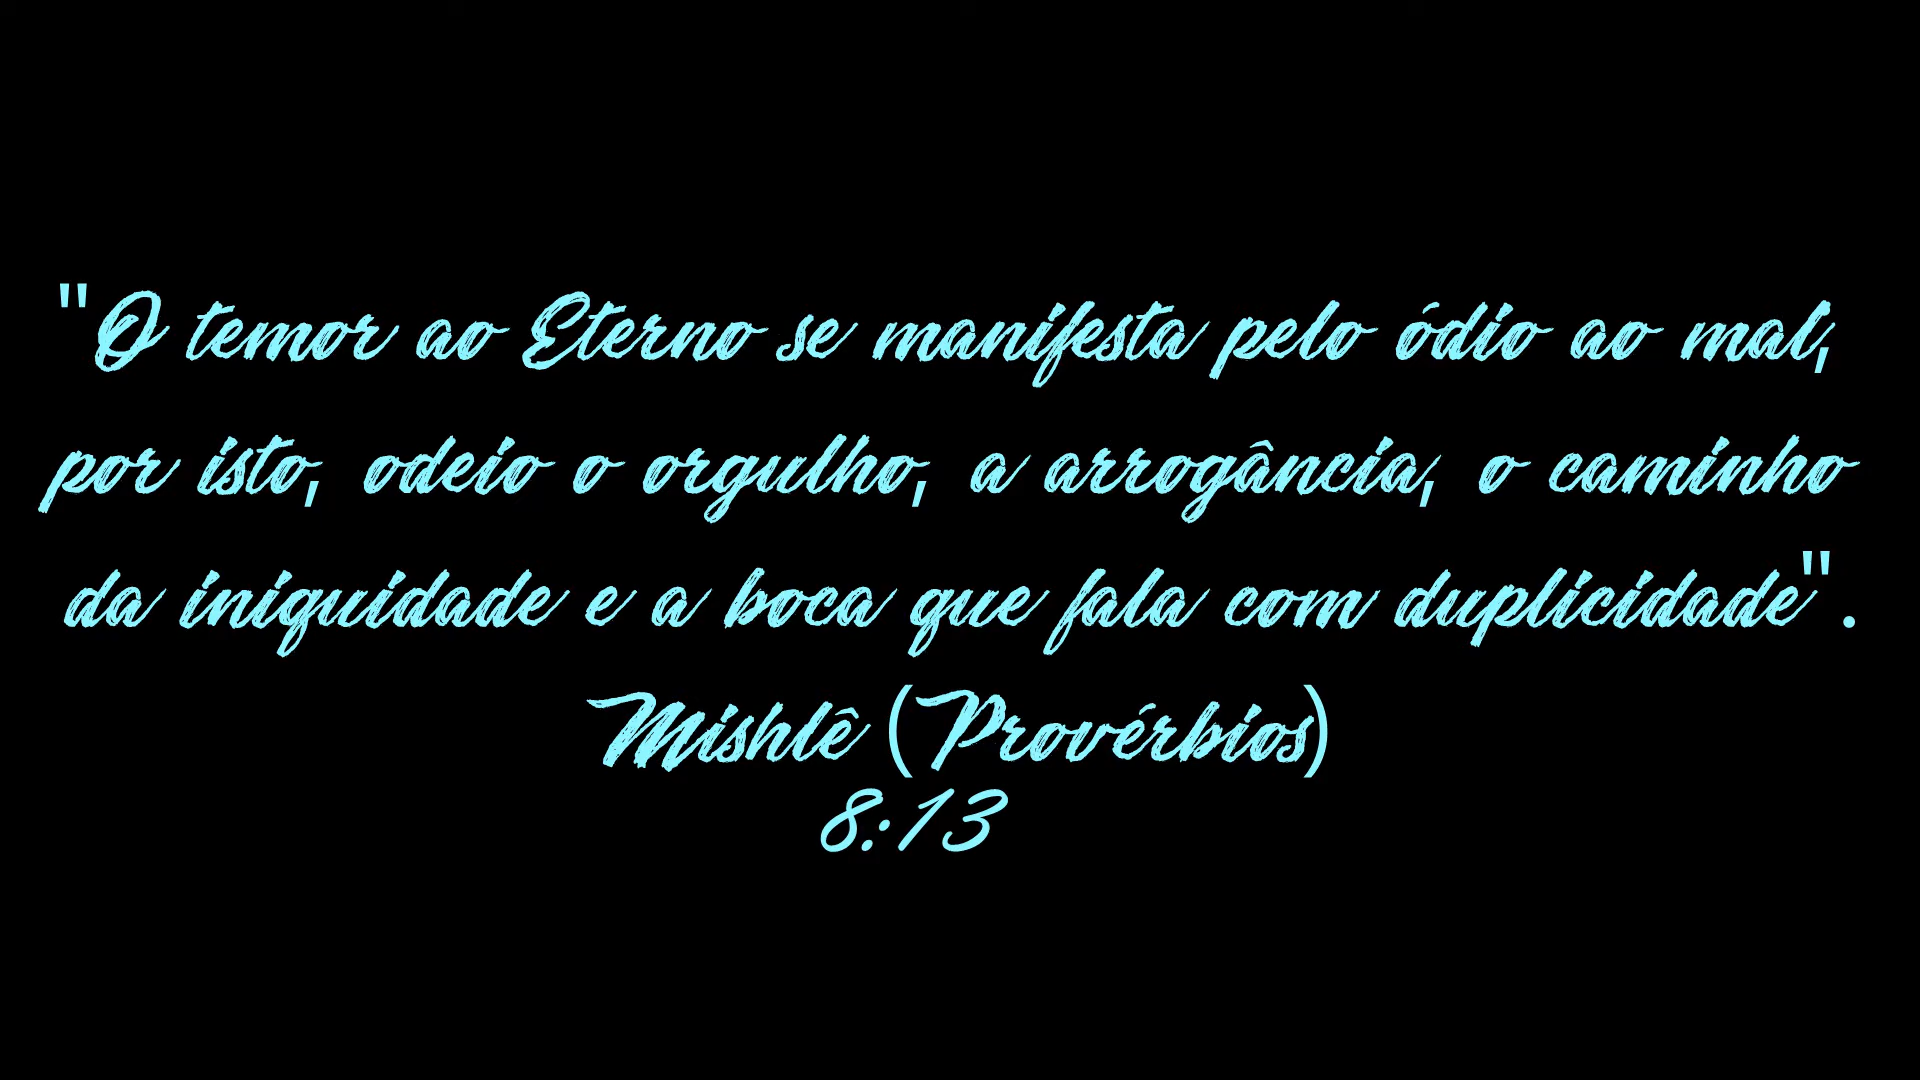 "O temor ao Eterno se manifesta pelo ódio ao mal,
por isto, odeio o orgulho, a arrogância, o caminho
da iniquidade e a boca que fala com duplicidade".
Mishlê (Provérbios)
8:13